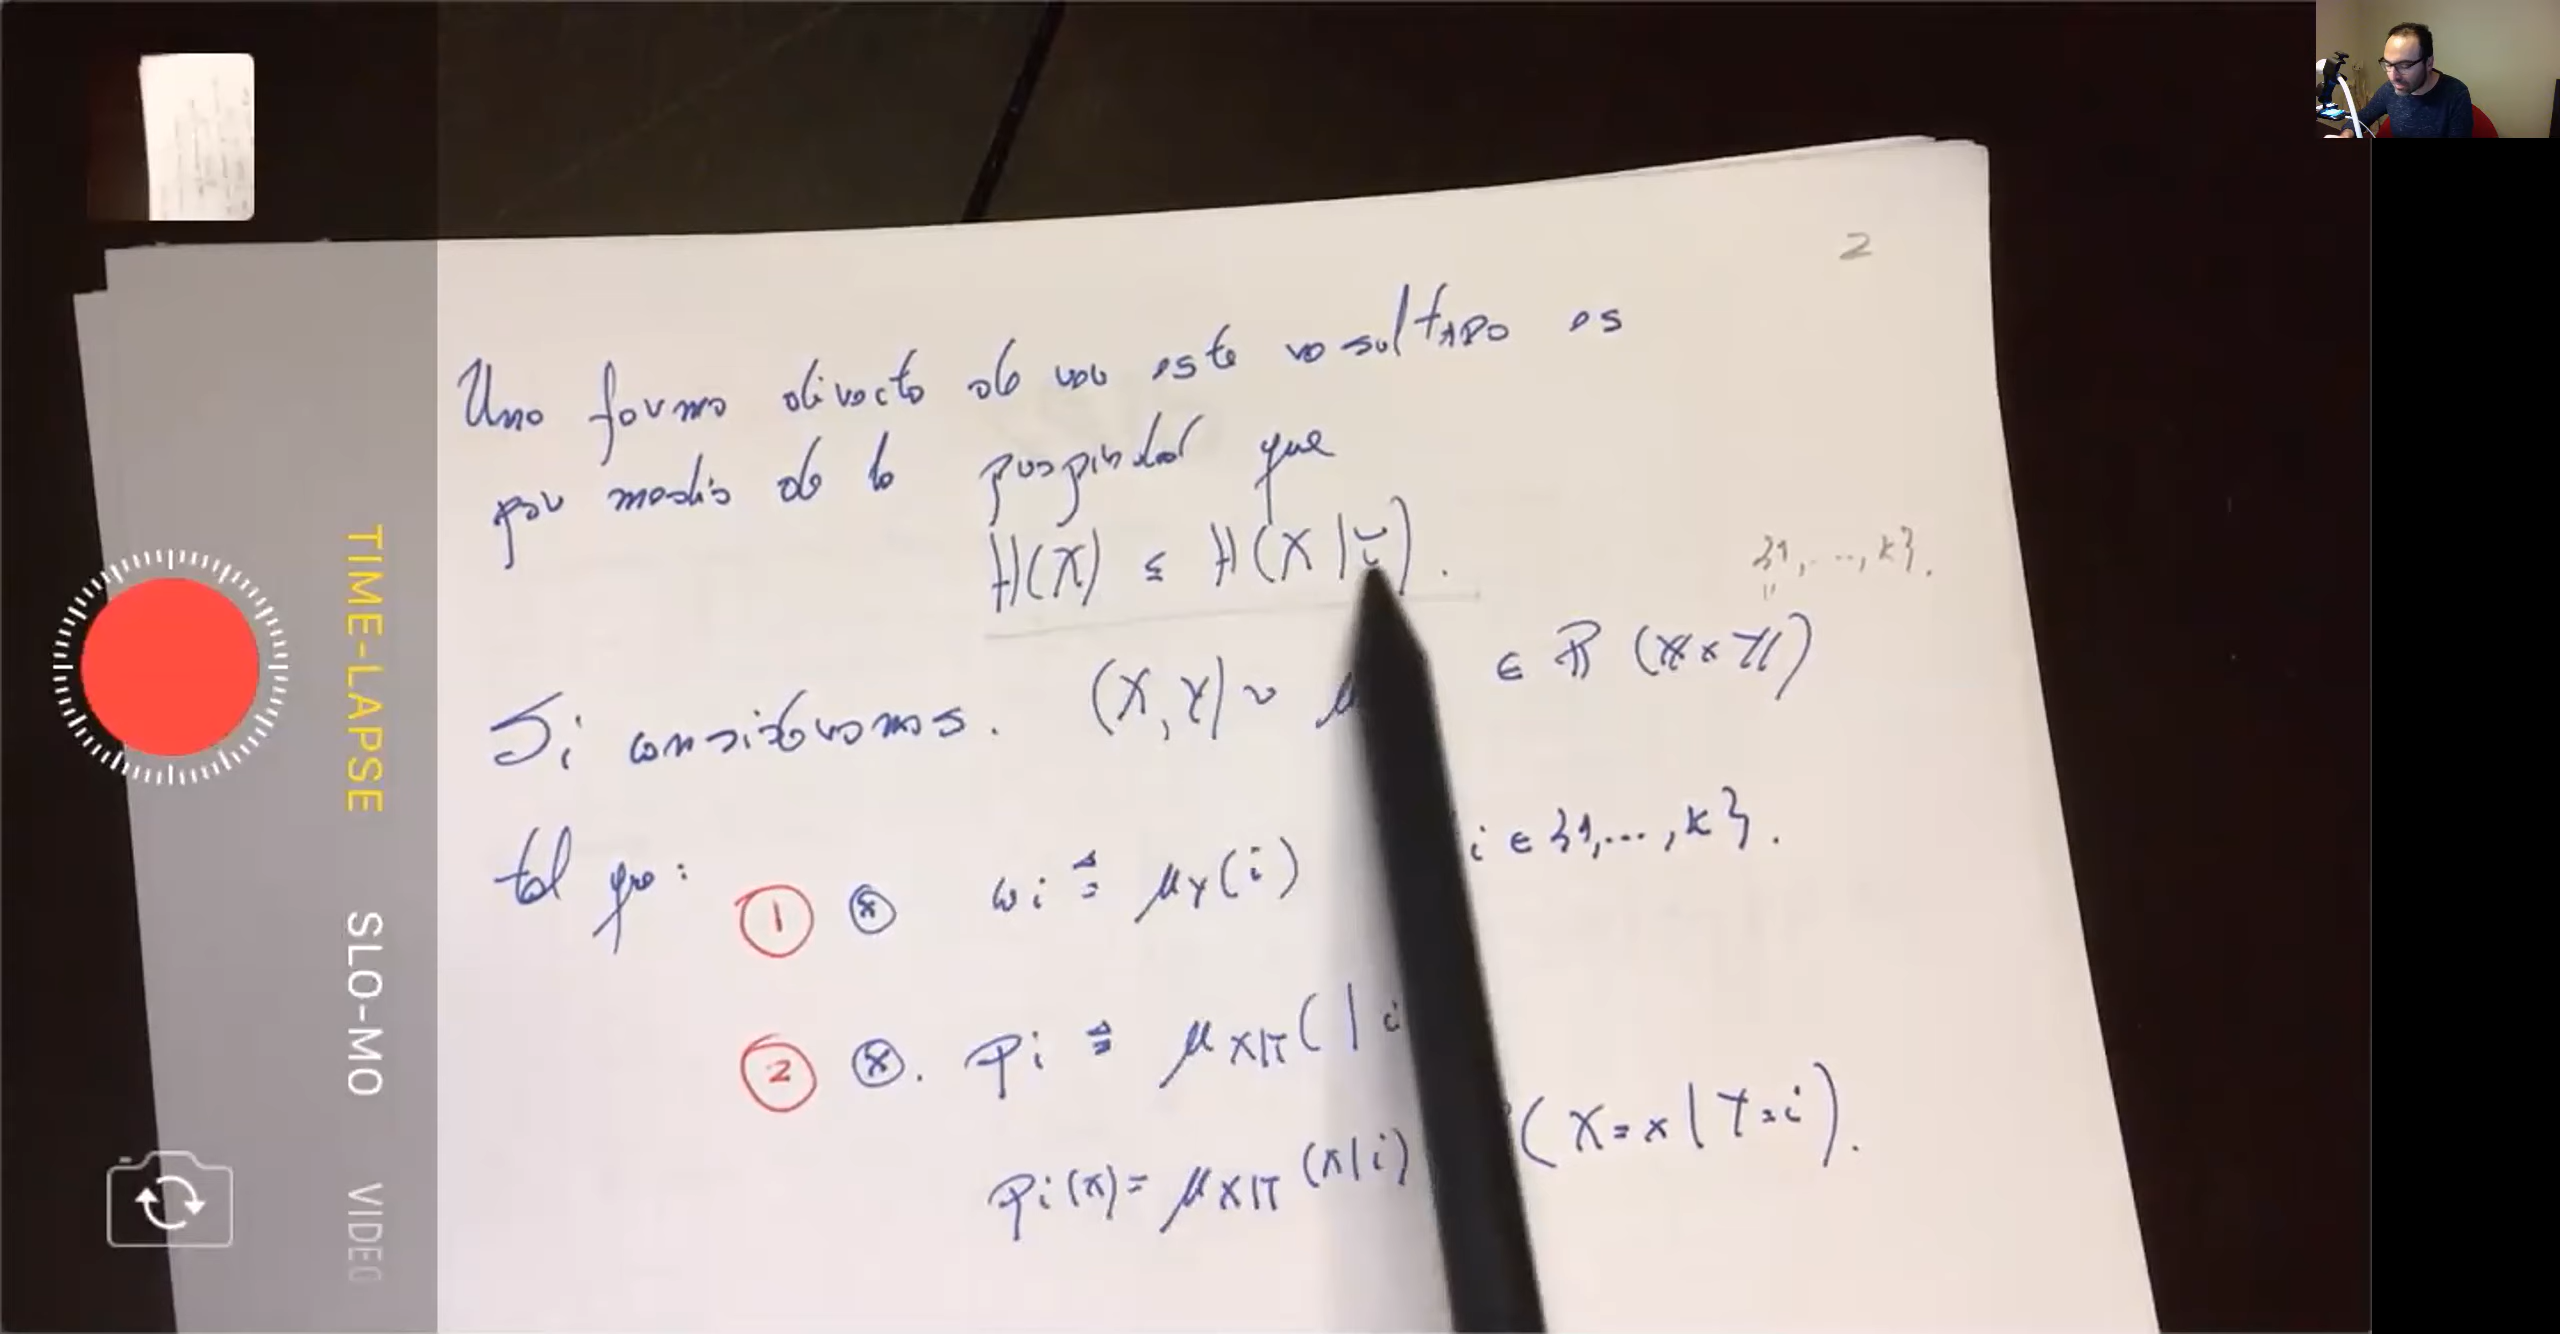 2
Una forma directa de ver este resultado es
por medio de la propiedad que
H(X) ≤ H(X|Y).
{1, ..., k}.
"
Si consideramos. (X,Y) ~ μ ∈ P(X×Y)
tal que: ① ⊛ wi ≜ μY(i) i ∈ {1,...,k}.
② ⊛. Pi ≜ μX|Y( | i
Pi(x) = μX|Y(x|i) (X=x|Y=i).
TIME-LAPSE
SLO-MO
VIDEO